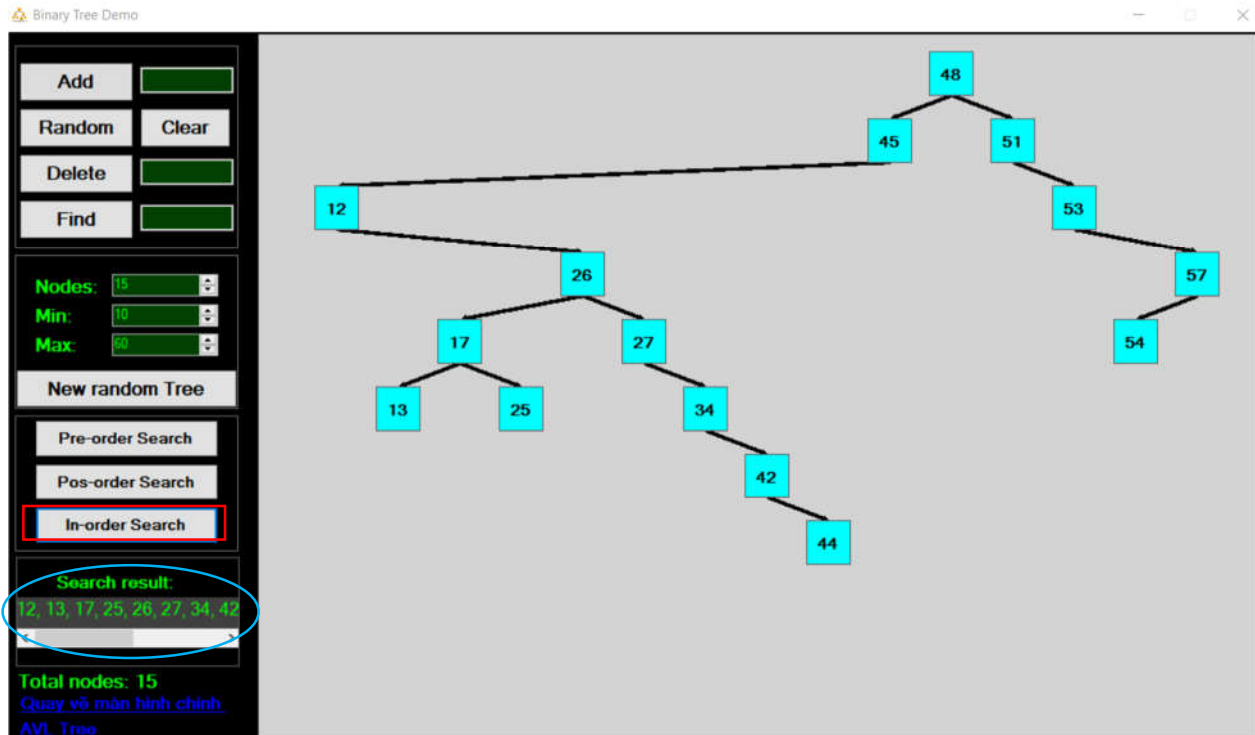 Binary Tree Demo
Add
Random Clear
Delete
Find
Nodes: 15
Min: 10
Max: 60
New random Tree
Pre-order Search
Pos-order Search
In-order Search
Search result:
12, 13, 17, 25, 26, 27, 34, 42
Total nodes: 15
Quay về màn hình chính
AVL Tree
48
45 51
12 53
26 57
17 27 54
13 25 34
42
44